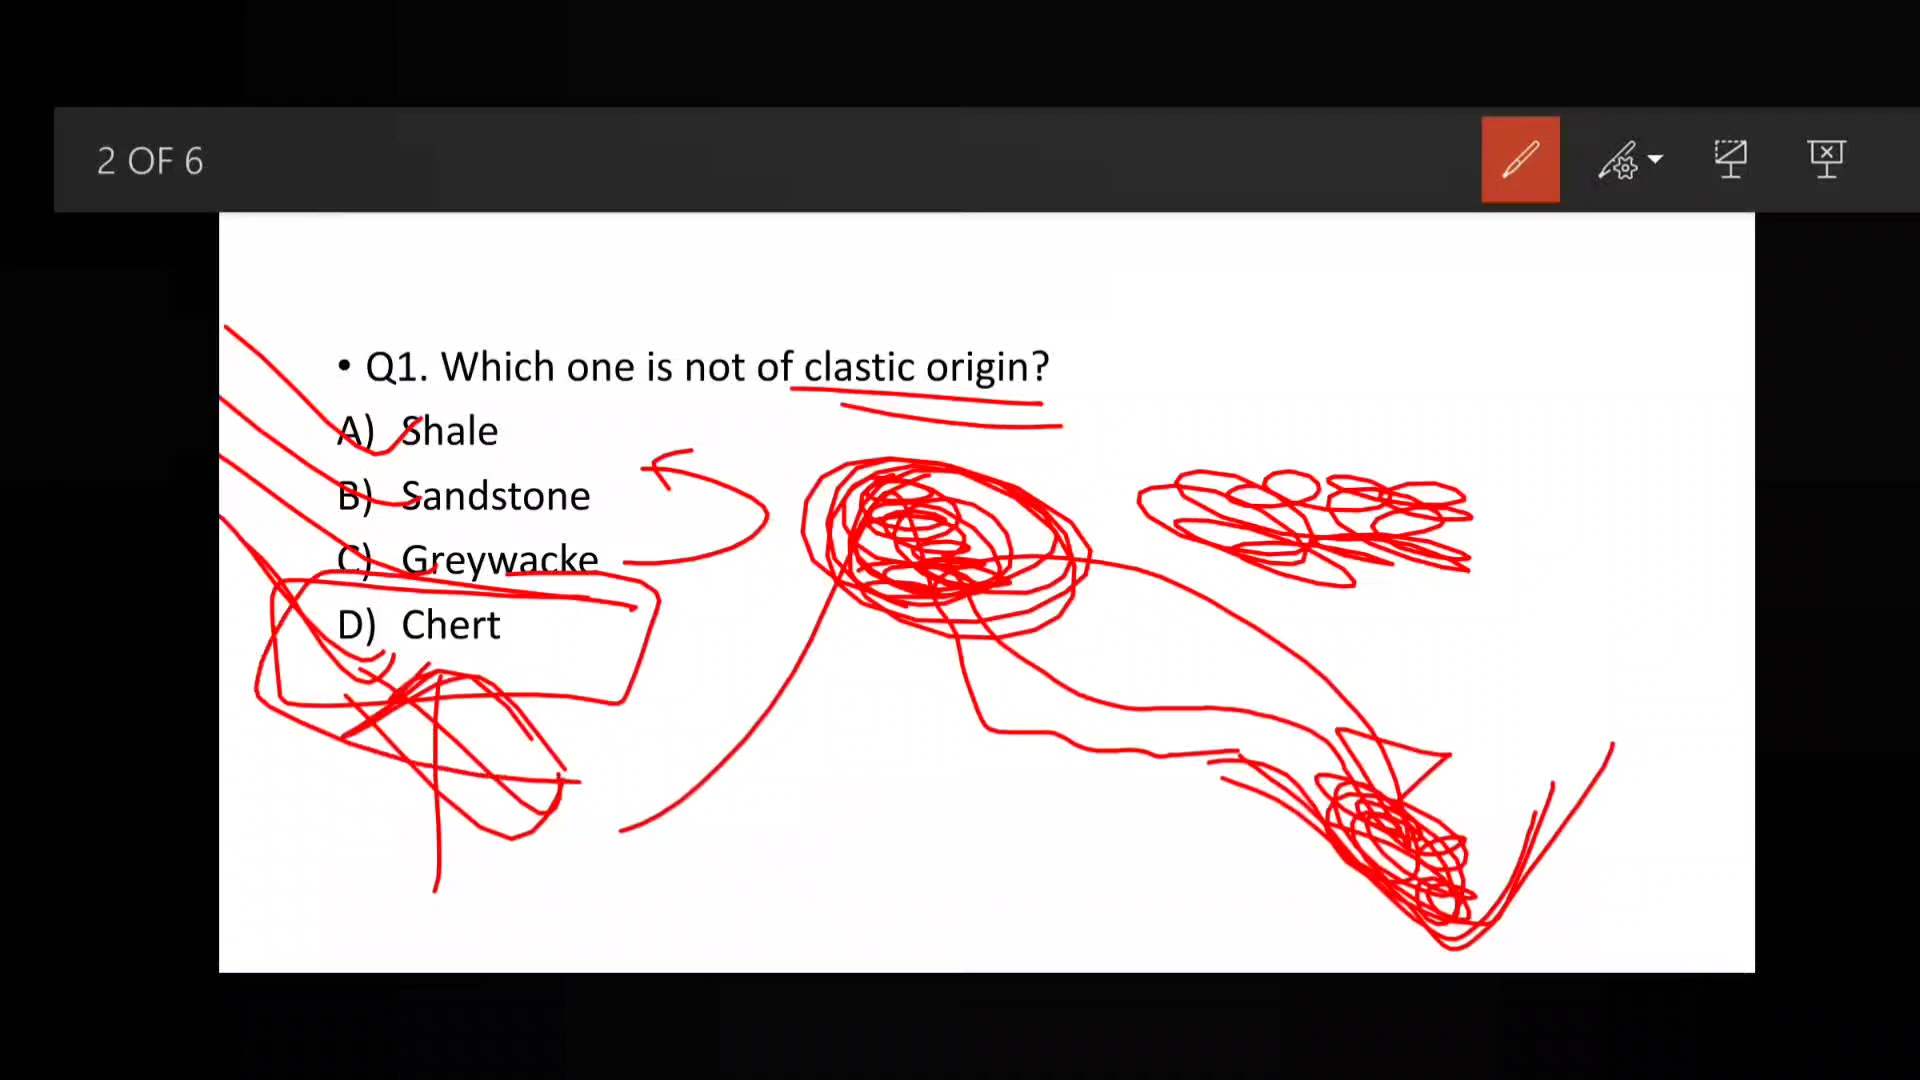 2 OF 6
• Q1. Which one is not of clastic origin?
A) Shale
B) Sandstone
C) Greywacke
D) Chert